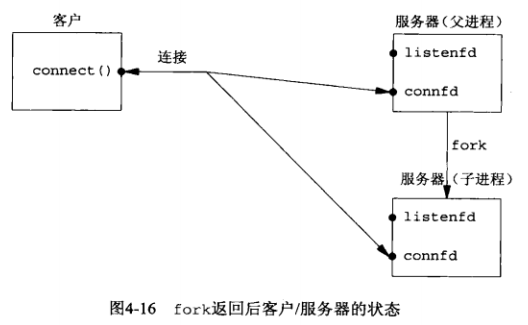 客户
服务器（父进程）
连接
listenfd
connect()
connfd
fork
服务器（子进程）
listenfd
connfd
图4-16 fork返回后客户/服务器的状态